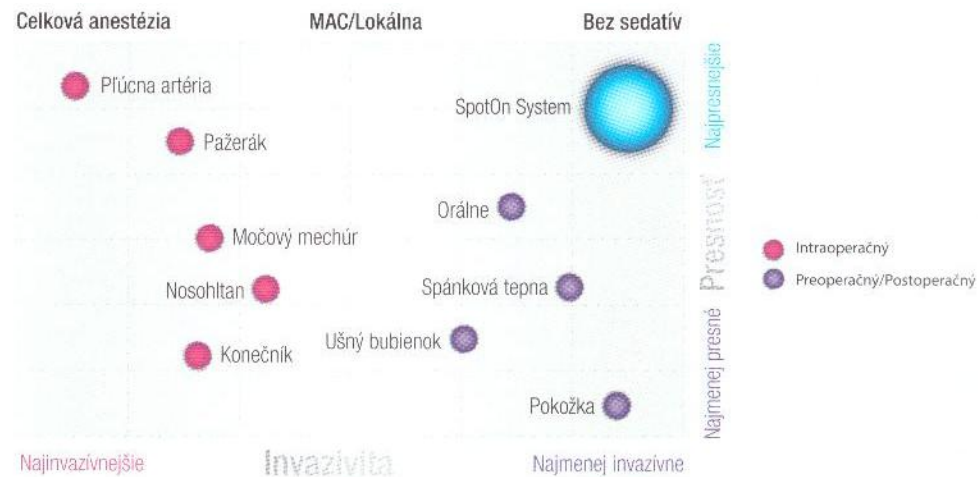 Celková anestézia MAC/Lokálna Bez sedatív
Pľúcna artéria
SpotOn System
Pažerák
Orálne
Močový mechúr
Nosohltan
Spánková tepna
Ušný bubienok
Konečník
Pokožka
Najpresnejšie
Presnosť
Najmenej presné
Intraoperačný
Preoperačný/Postoperačný
Najinvazívnejšie Invazivita Najmenej invazívne